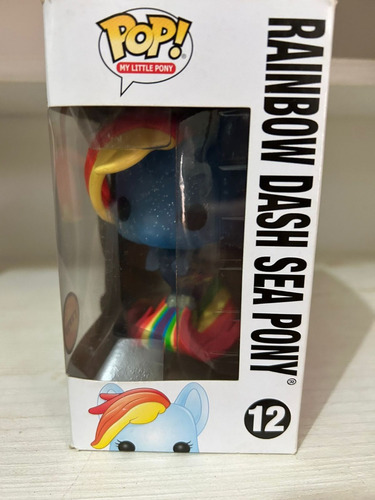 POP!
MY LITTLE PONY
RAINBOW DASH SEA PONY®
12